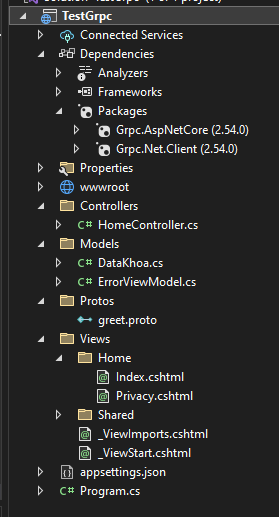 TestGrpc
Connected Services
Dependencies
Analyzers
Frameworks
Packages
Grpc.AspNetCore (2.54.0)
Grpc.Net.Client (2.54.0)
Properties
wwwroot
Controllers
C# HomeController.cs
Models
C# DataKhoa.cs
C# ErrorViewModel.cs
Protos
greet.proto
Views
Home
Index.cshtml
Privacy.cshtml
Shared
_ViewImports.cshtml
_ViewStart.cshtml
appsettings.json
C# Program.cs